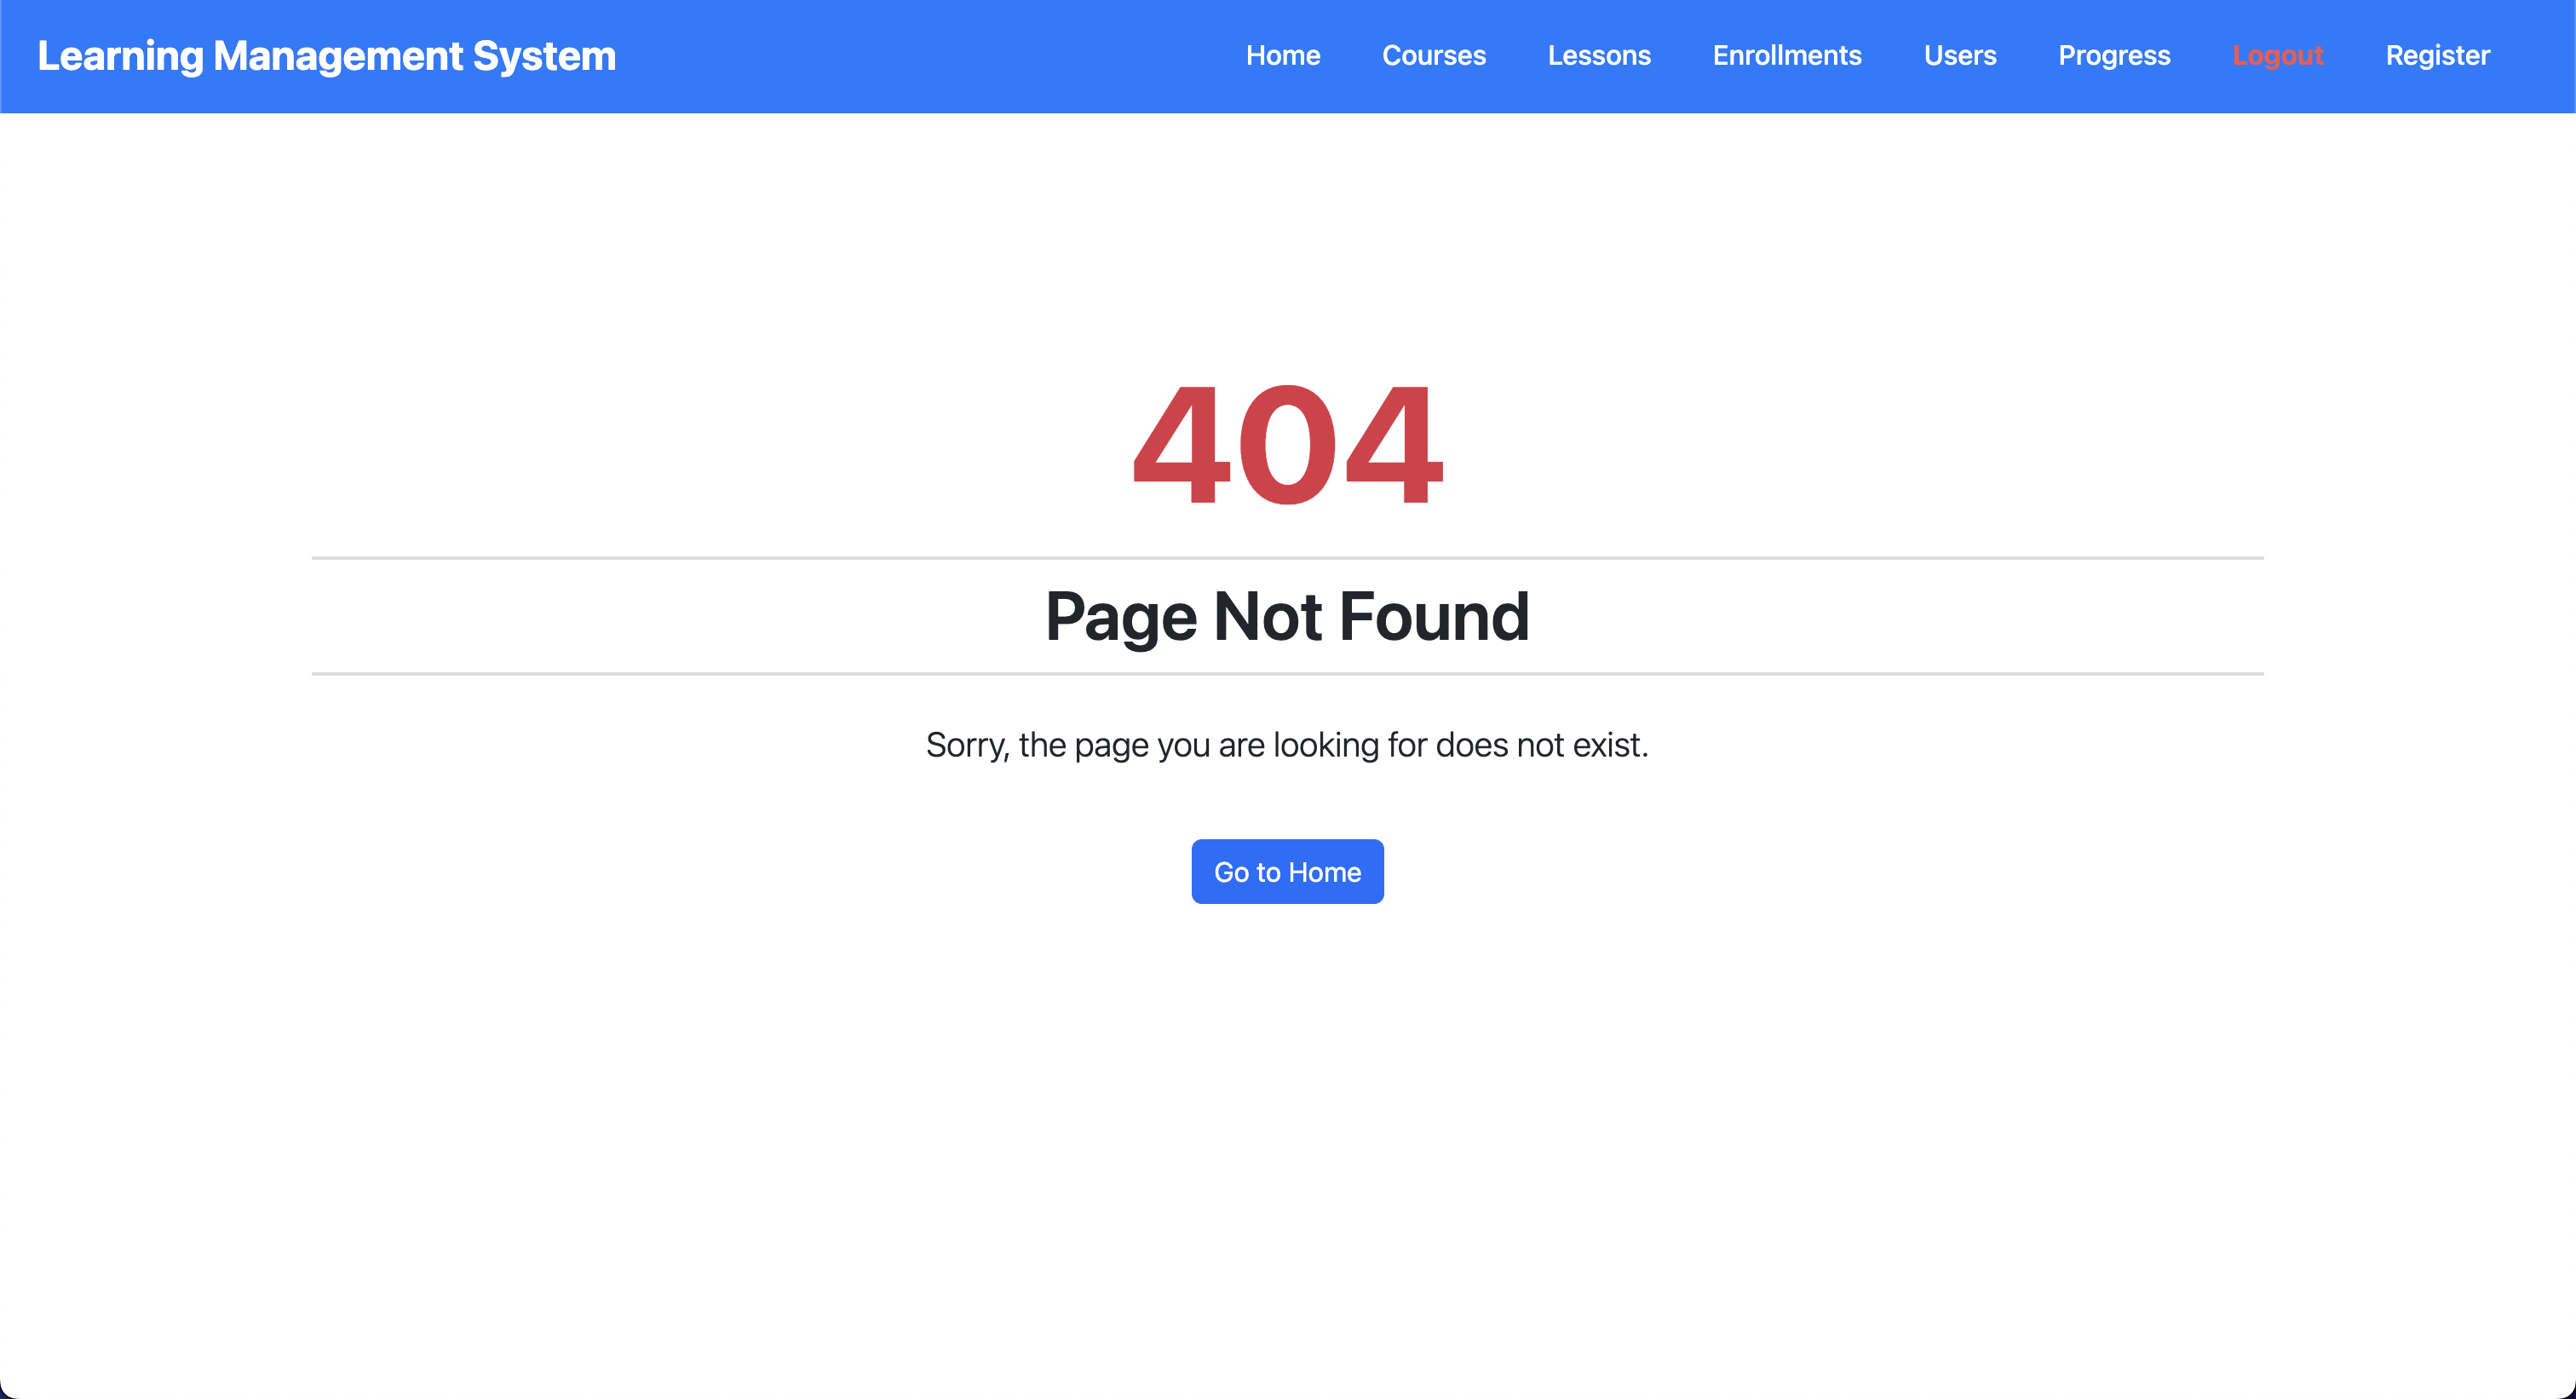 Learning Management System Home Courses Lessons Enrollments Users Progress Logout Register
404
Page Not Found
Sorry, the page you are looking for does not exist.
Go to Home